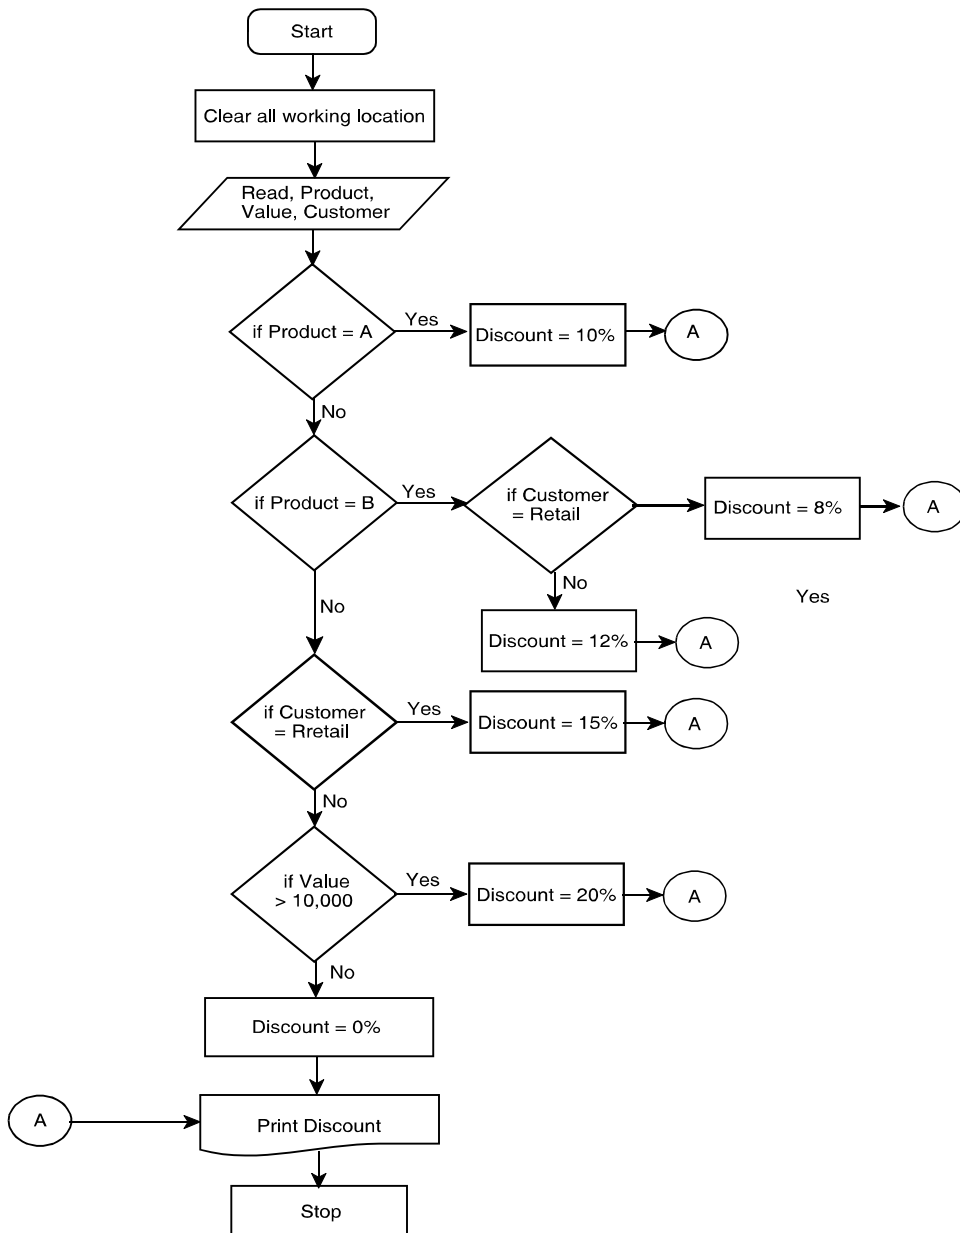 Start
Clear all working location
Read, Product,
Value, Customer
if Product = A
Yes
Discount = 10%
A
No
if Product = B
Yes
if Customer
= Retail
Discount = 8%
A
No
Yes
Discount = 12%
A
No
if Customer
= Rretail
Yes
Discount = 15%
A
No
if Value
> 10,000
Yes
Discount = 20%
A
No
Discount = 0%
A
Print Discount
Stop